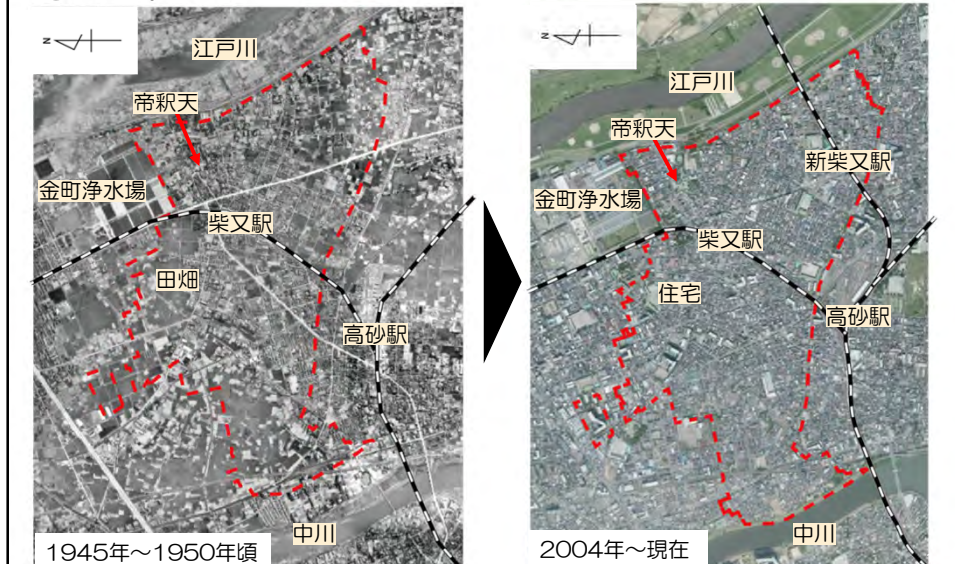 N
江戸川
帝釈天
金町浄水場
柴又駅
田畑
高砂駅
中川
1945年～1950年頃
N
江戸川
帝釈天
新柴又駅
金町浄水場
柴又駅
住宅
高砂駅
中川
2004年～現在